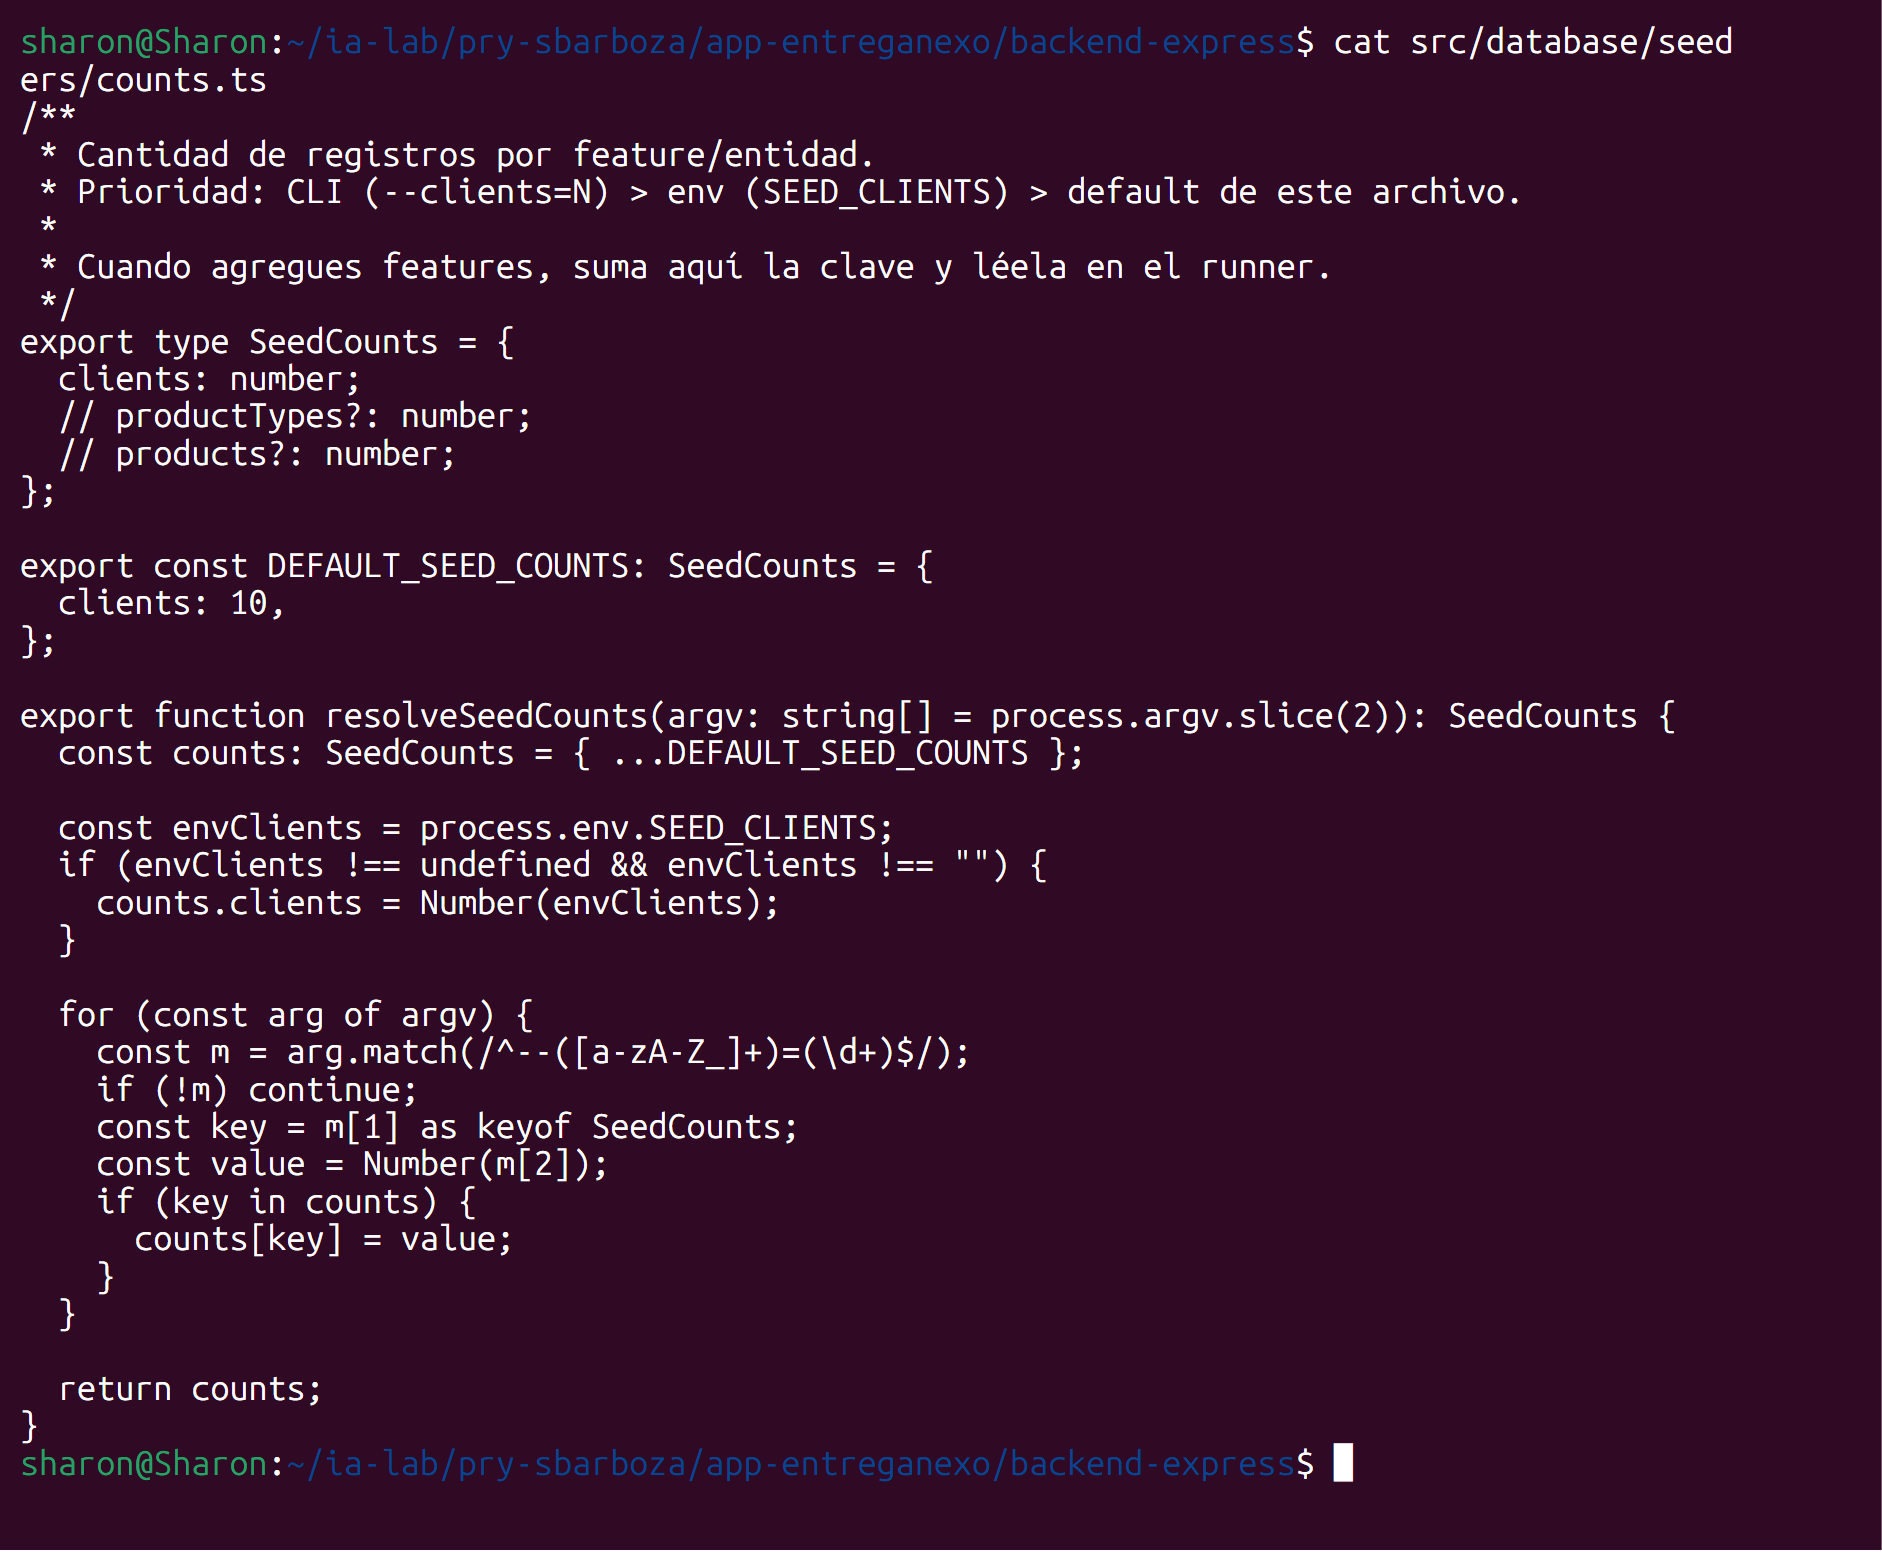 sharon@Sharon:~/ia-lab/pry-sbarboza/app-entreganexo/backend-express$ cat src/database/seed
ers/counts.ts
/**
 * Cantidad de registros por feature/entidad.
 * Prioridad: CLI (--clients=N) > env (SEED_CLIENTS) > default de este archivo.
 *
 * Cuando agregues features, suma aquí la clave y léela en el runner.
 */
export type SeedCounts = {
  clients: number;
  // productTypes?: number;
  // products?: number;
};

export const DEFAULT_SEED_COUNTS: SeedCounts = {
  clients: 10,
};

export function resolveSeedCounts(argv: string[] = process.argv.slice(2)): SeedCounts {
  const counts: SeedCounts = { ...DEFAULT_SEED_COUNTS };

  const envClients = process.env.SEED_CLIENTS;
  if (envClients !== undefined && envClients !== "") {
    counts.clients = Number(envClients);
  }

  for (const arg of argv) {
    const m = arg.match(/^--([a-zA-Z_]+)=(\d+)$/);
    if (!m) continue;
    const key = m[1] as keyof SeedCounts;
    const value = Number(m[2]);
    if (key in counts) {
      counts[key] = value;
    }
  }

  return counts;
}
sharon@Sharon:~/ia-lab/pry-sbarboza/app-entreganexo/backend-express$